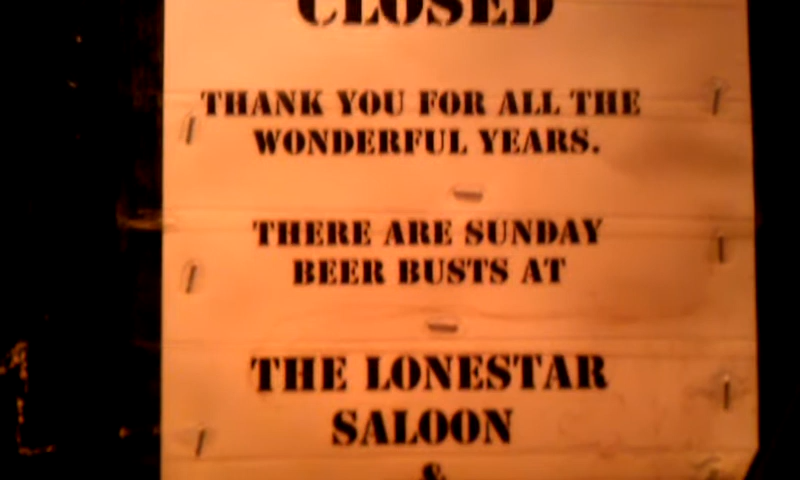 CLOSED
THANK YOU FOR ALL THE
WONDERFUL YEARS.
THERE ARE SUNDAY
BEER BUSTS AT
THE LONESTAR
SALOON
&